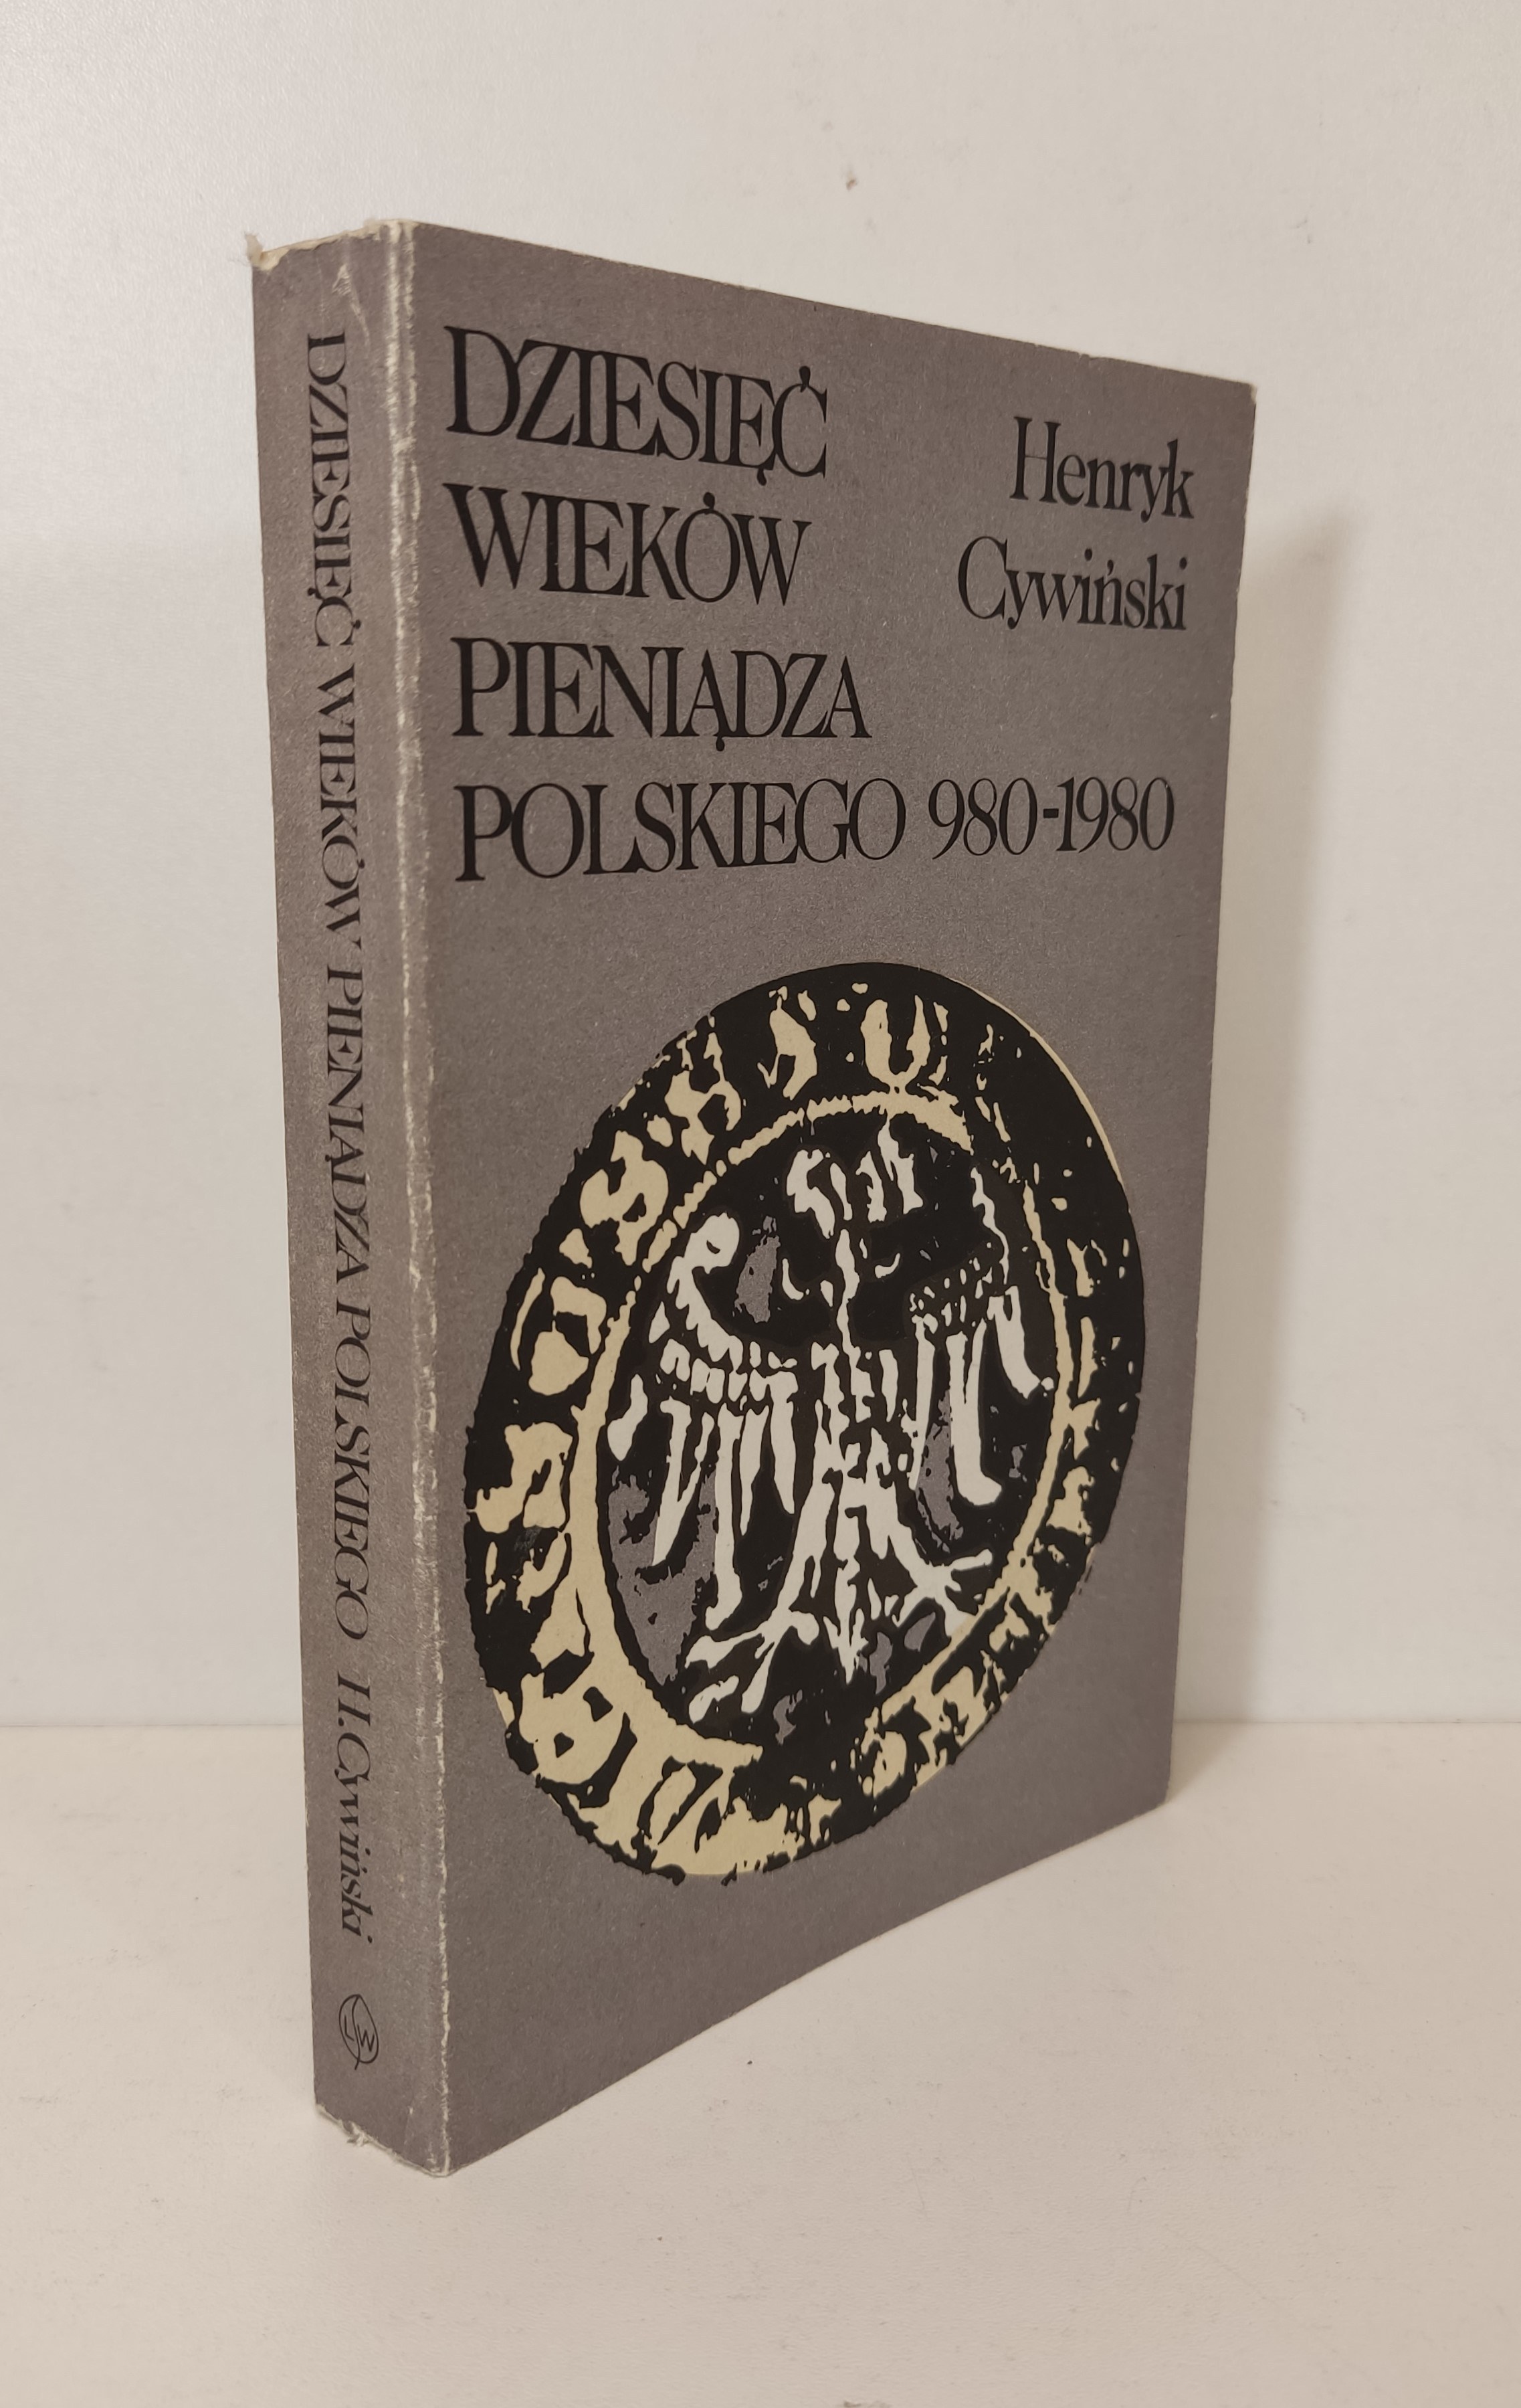 DZIESIĘĆ
WIEKÓW
PIENIĄDZA
POLSKIEGO 980-1980
Henryk
Cywiński
DZIESIĘĆ WIEKÓW PIENIĄDZA POLSKIEGO H.Cywiński